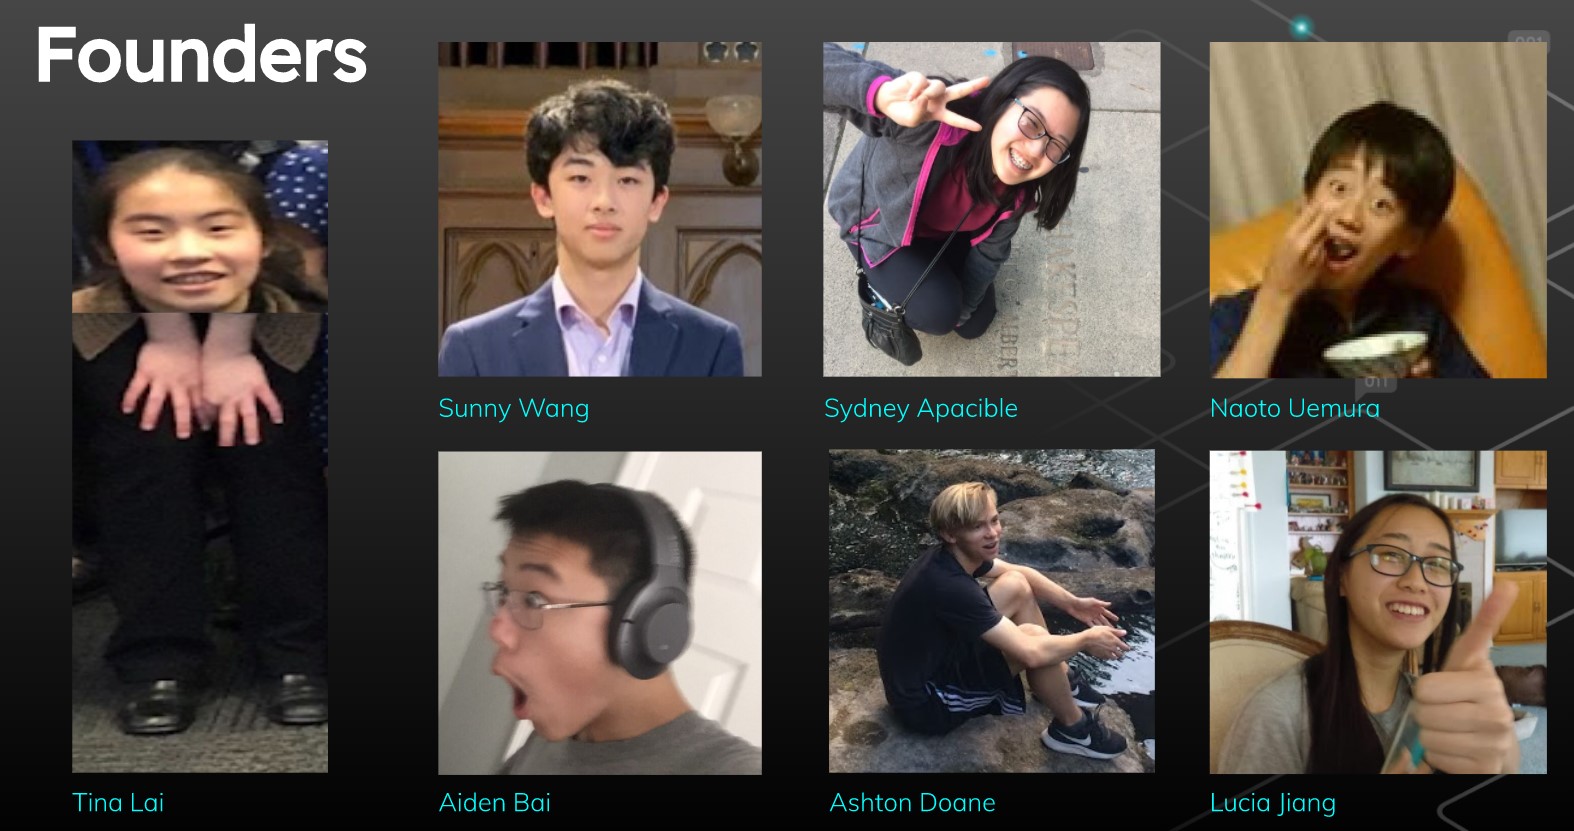 Founders
Sunny Wang
Sydney Apacible
Naoto Uemura
Tina Lai
Aiden Bai
Ashton Doane
Lucia Jiang